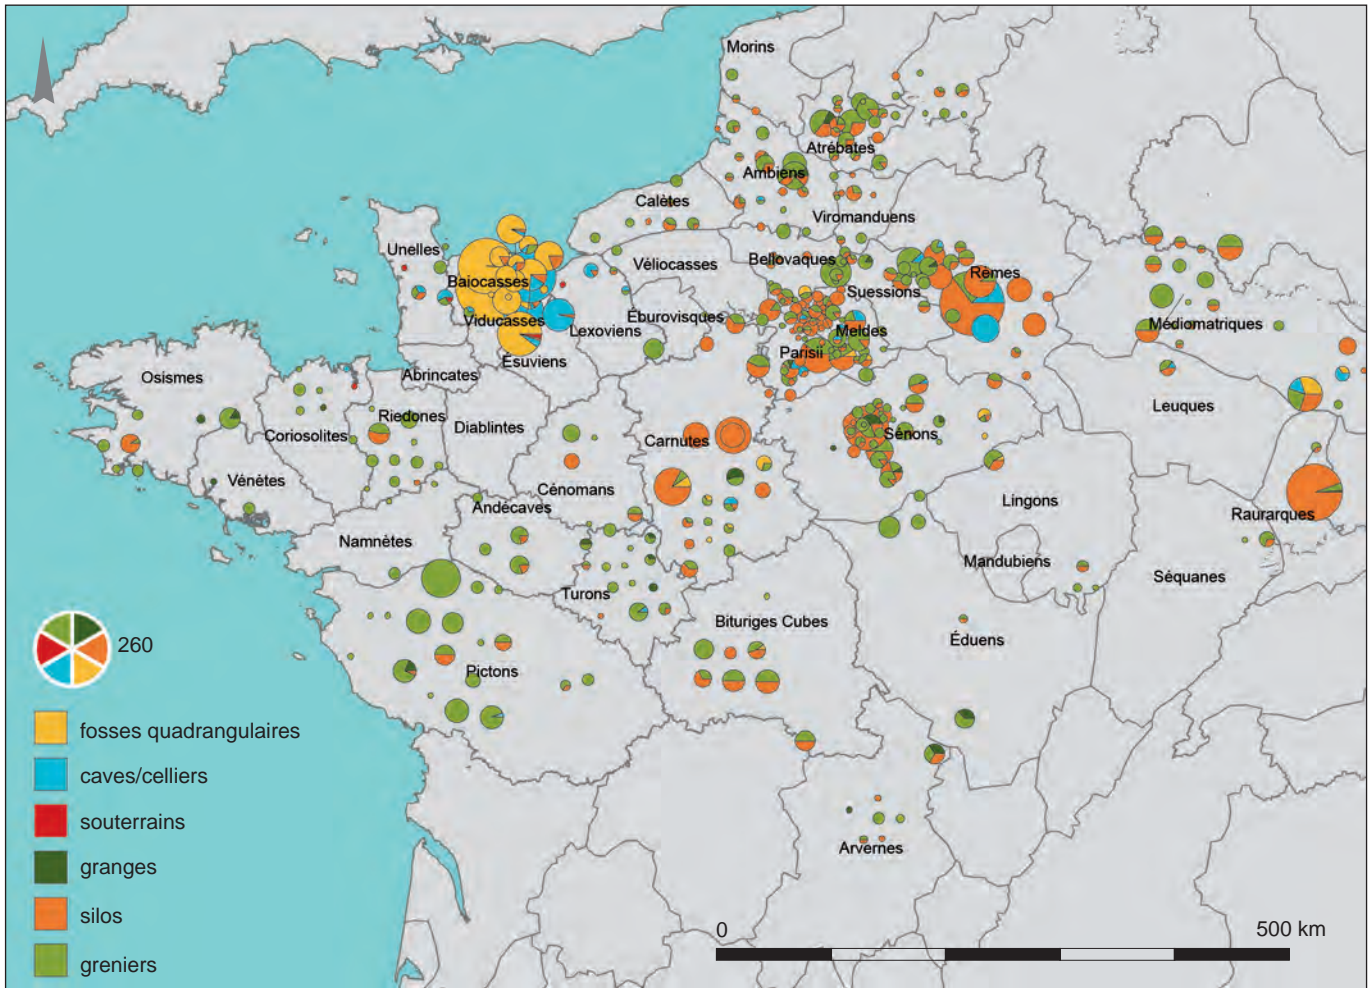 Morins
Atrébates
Ambiens
Calètes
Viromanduens
Unelles
Véliocasses
Bellovaques
Rèmes
Baiocasses
Suessions
Viducasses
Lexoviens
Éburovisques
Meldes
Médiomatriques
Parisii
Ésuviens
Osismes
Abrincates
Leuques
Riedones
Diablintes
Coriosolites
Carnutes
Sénons
Vénètes
Cénomans
Lingons
Andécaves
Raurarques
Namnètes
Mandubiens
Séquanes
Turons
Bituriges Cubes
Éduens
Pictons
Arvernes
260
fosses quadrangulaires
caves/celliers
souterrains
granges
silos
greniers
0 500 km